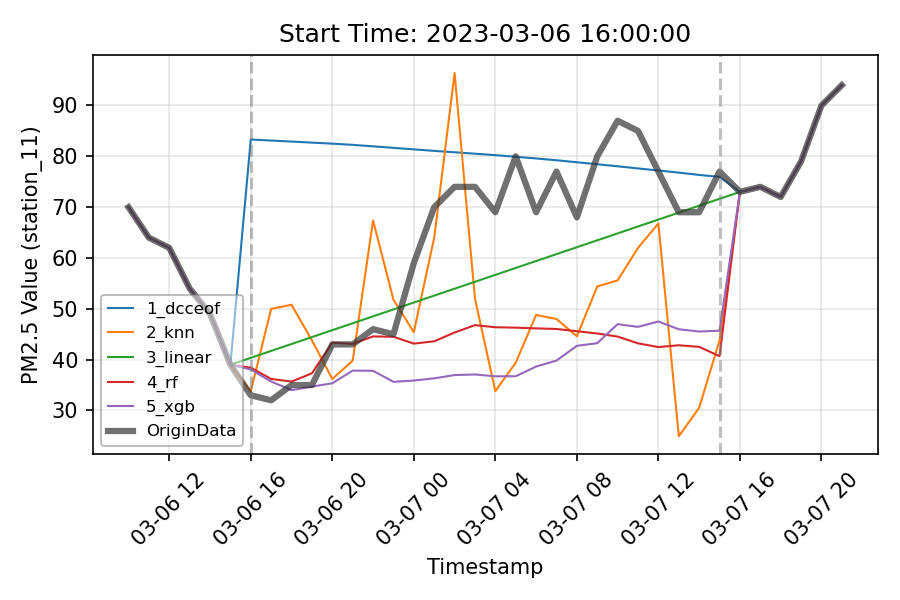 Start Time: 2023-03-06 16:00:00
PM2.5 Value (station_11)
90
80
70
60
50
40
30
1_dcceof
2_knn
3_linear
4_rf
5_xgb
OriginData
03-06 12
03-06 16
03-06 20
03-07 00
03-07 04
03-07 08
03-07 12
03-07 16
03-07 20
Timestamp